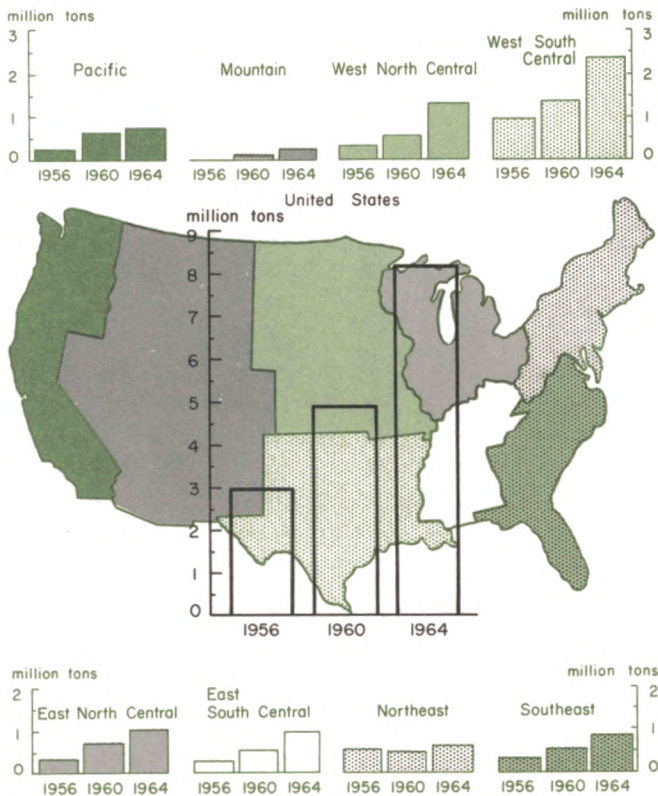 million tons
million tons
3
2
1
0
Pacific
Mountain
West North Central
West South
Central
3
2
1
0
1956 1960 1964
1956 1960 1964
1956 1960 1964
1956 1960 1964
United States
million tons
9
8
7
6
5
4
3
2
1
0
1956
1960
1964
million tons
million tons
2
1
0
East North Central
East
South Central
Northeast
Southeast
2
1
0
1956 1960 1964
1956 1960 1964
1956 1960 1964
1956 1960 1964